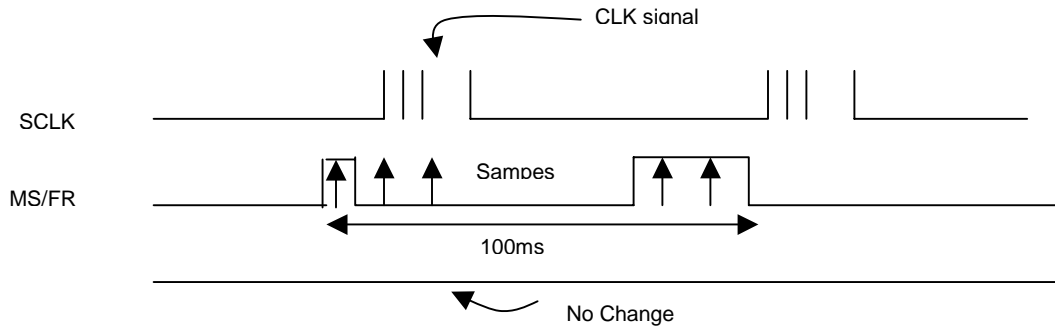 CLK signal
SCLK
Sampes
MS/FR
100ms
No Change